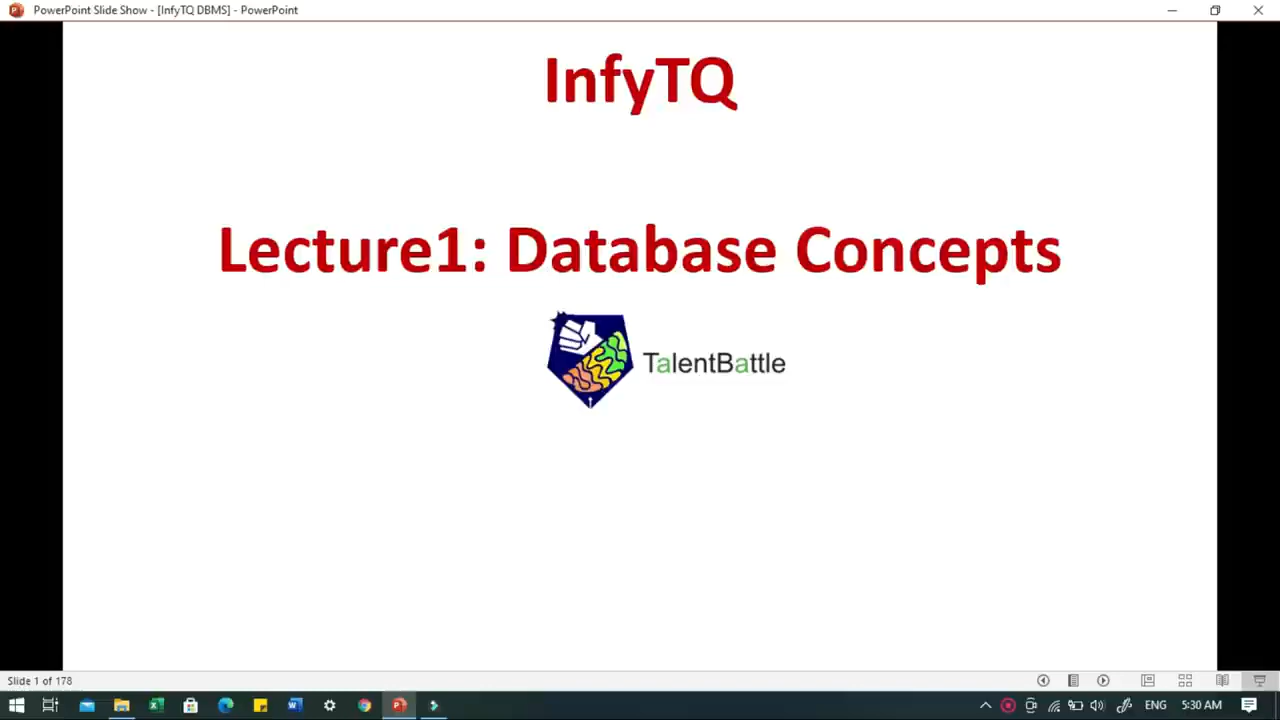 PowerPoint Slide Show - [InfyTQ DBMS] - PowerPoint
InfyTQ
Lecture1: Database Concepts
TalentBattle
Slide 1 of 178
ENG
5:30 AM